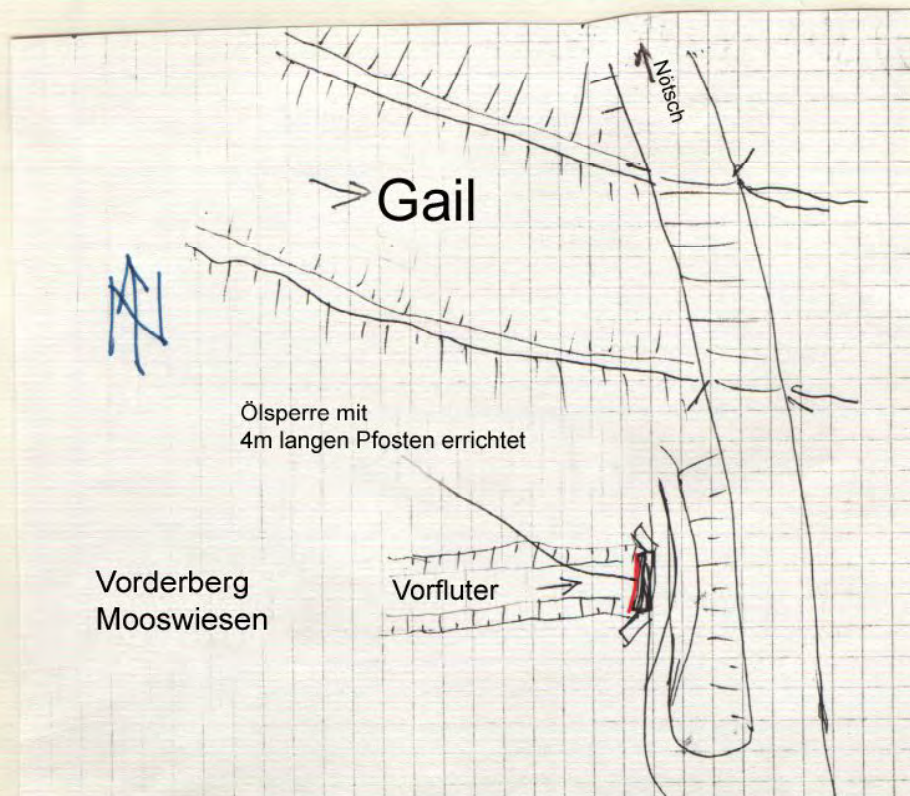 Nötsch
Gail
N
Ölsperre mit
4m langen Pfosten errichtet
Vorfluter
Vorderberg
Mooswiesen